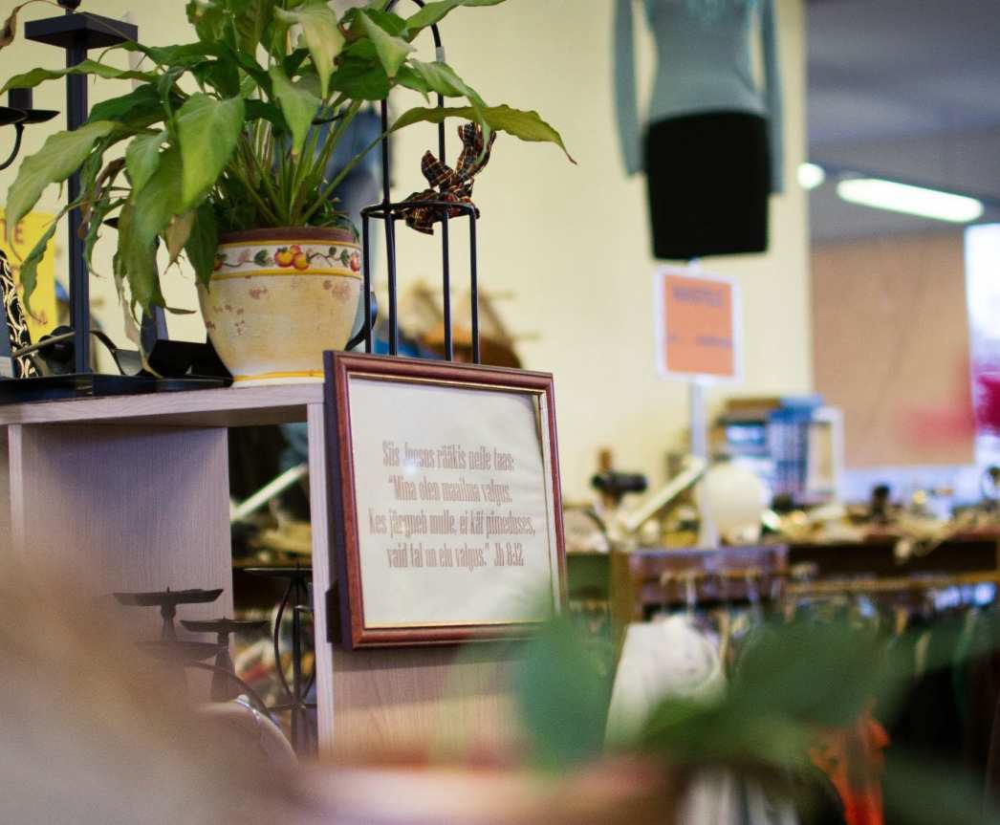 Siis Jeesus rääkis neile taas:
"Mina olen maailma valgus.
Kes järgneb mulle, ei käi pimeduses,
vaid tal on elu valgus." Jh 8:12